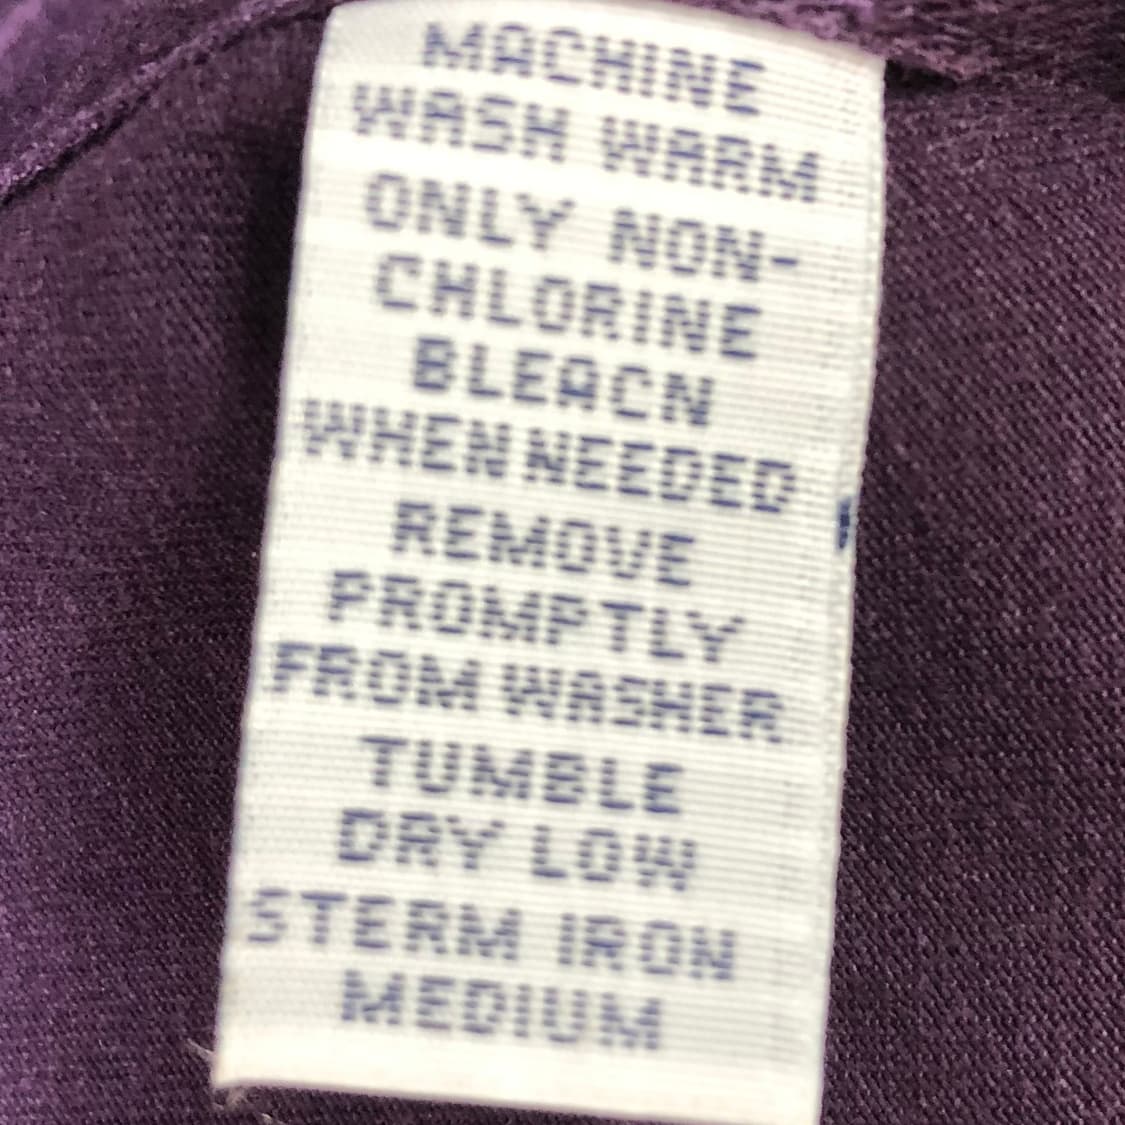 MACHINE
WASH WARM
ONLY NON-
CHLORINE
BLEACN
WHEN NEEDED
REMOVE
PROMPTLY
FROM WASHER
TUMBLE
DRY LOW
STERM IRON
MEDIUM